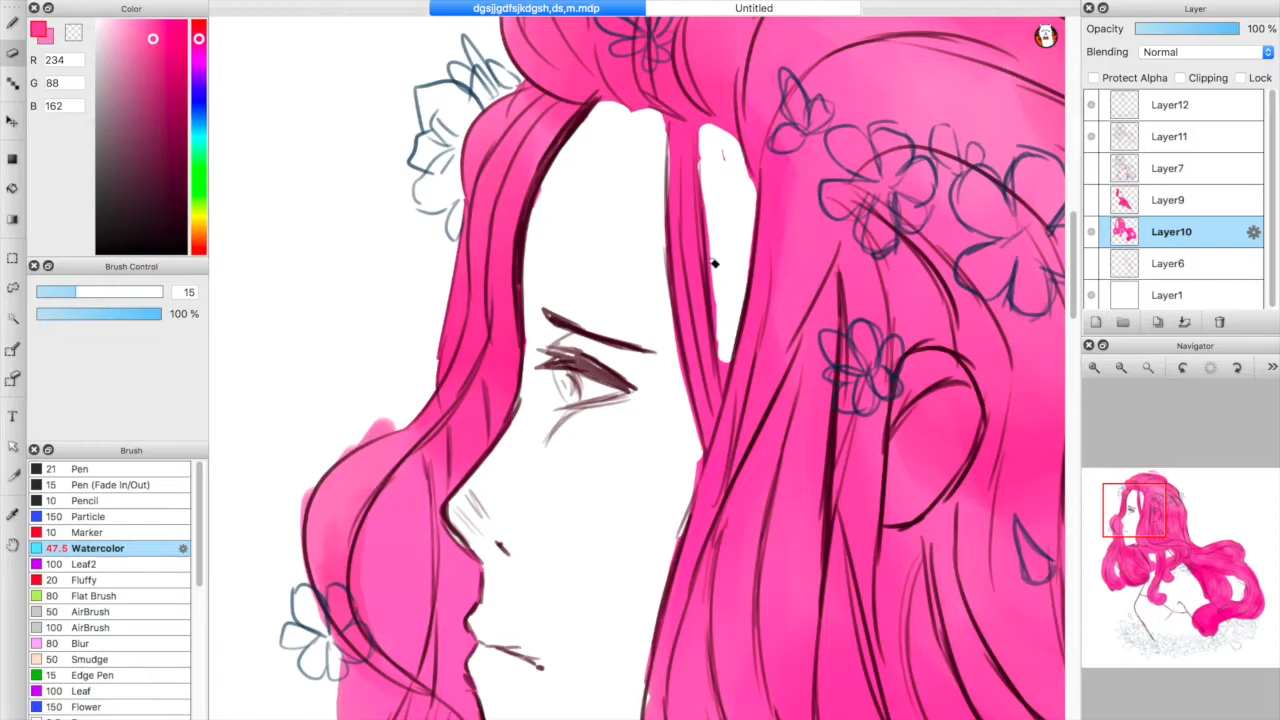 Color
dgsjjgdfsjkdgsh,ds,m.mdp
Untitled
Layer
R 234
G 88
B 162
Opacity 100 %
Blending Normal
Protect Alpha Clipping Lock
Layer12
Layer11
Layer7
Layer9
Layer10
Layer6
Layer1
Brush Control
15
100 %
Navigator
Brush
21 Pen
15 Pen (Fade In/Out)
10 Pencil
150 Particle
10 Marker
47.5 Watercolor
100 Leaf2
20 Fluffy
80 Flat Brush
50 AirBrush
100 AirBrush
80 Blur
50 Smudge
15 Edge Pen
100 Leaf
150 Flower